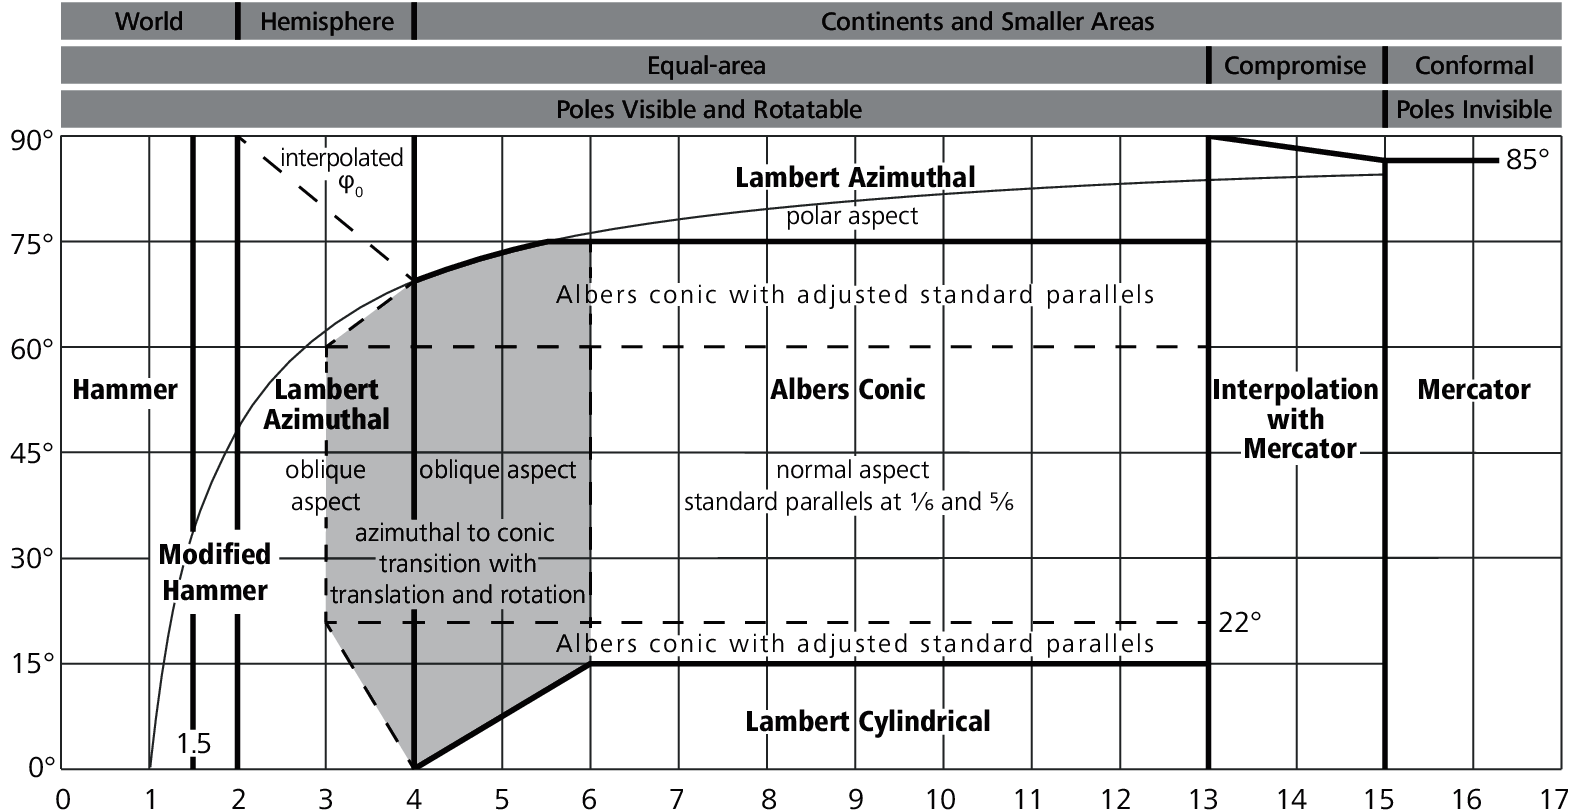 World Hemisphere Continents and Smaller Areas
Equal-area Compromise Conformal
Poles Visible and Rotatable Poles Invisible
90°
interpolated
φ0
85°
Lambert Azimuthal
polar aspect
75°
Albers conic with adjusted standard parallels
60°
Hammer
Lambert
Azimuthal
Albers Conic
Interpolation
with
Mercator
Mercator
45°
oblique
aspect
oblique aspect
normal aspect
standard parallels at ⅙ and ⅚
azimuthal to conic
transition with
translation and rotation
Modified
Hammer
30°
22°
Albers conic with adjusted standard parallels
15°
Lambert Cylindrical
1.5
0°
0 1 2 3 4 5 6 7 8 9 10 11 12 13 14 15 16 17